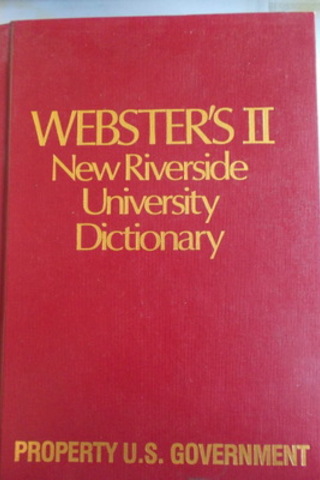 WEBSTER'S II
New Riverside
University
Dictionary
PROPERTY U.S. GOVERNMENT